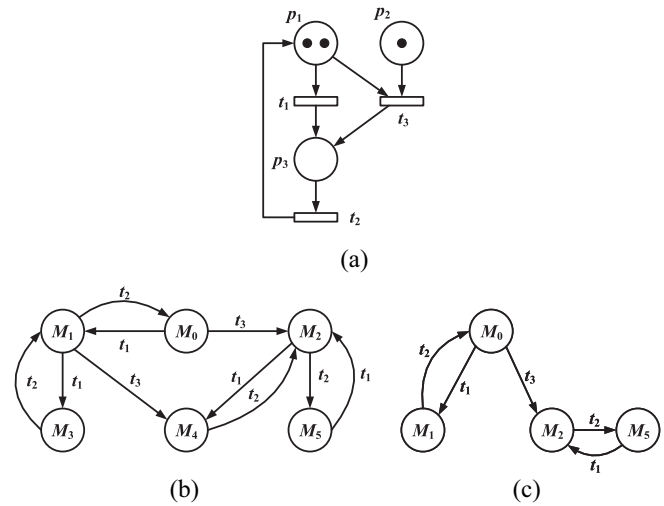 p1 p2
t1 t3
p3
t2
(a)
t2
M1 M0 M2 M0
t1 t3
t2 t1 t3 t1 t2 t2 t1
t2 t1 t3
M3 M4 M5 M1 M2 t2 M5
t1
(b) (c)